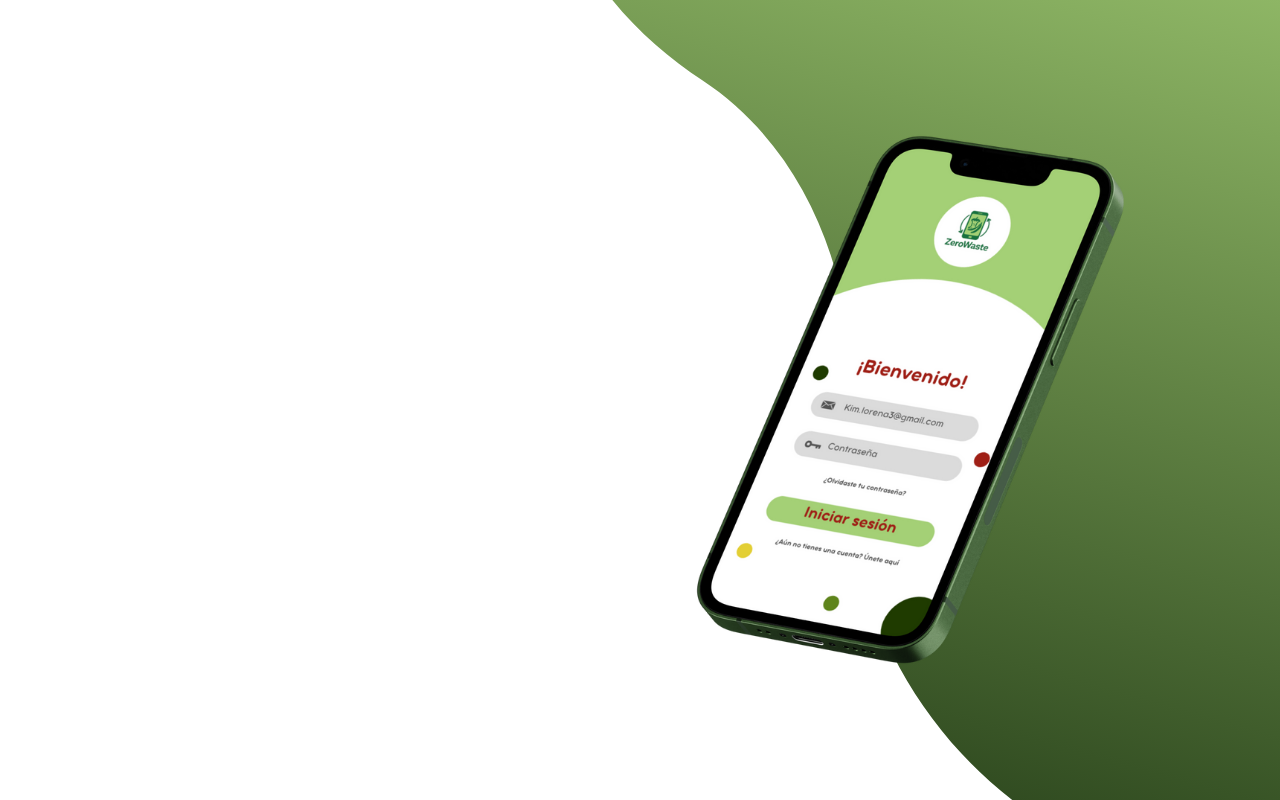 ZeroWaste
¡Bienvenido!
Kim.lorena3@gmail.com
Contraseña
¿Olvidaste tu contraseña?
Iniciar sesión
¿Aún no tienes una cuenta? Únete aquí